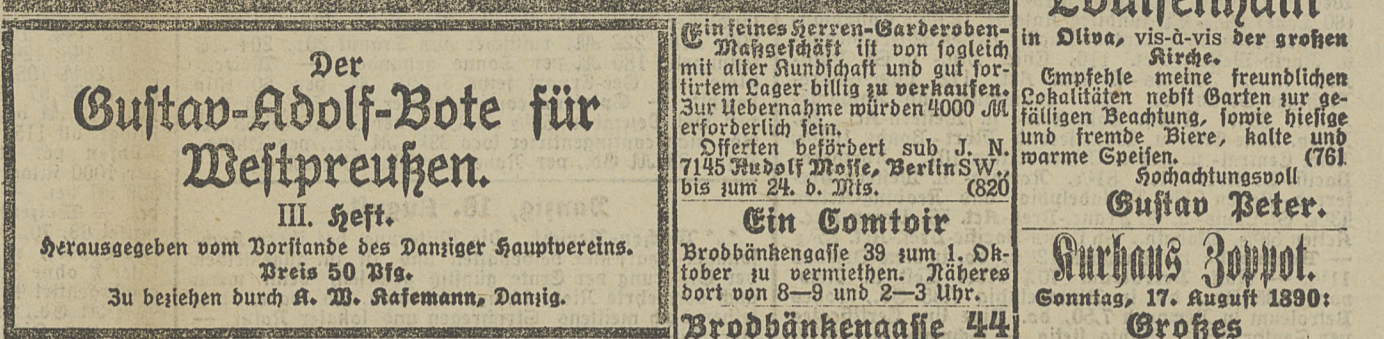 Der
Gustav-Adolf-Bote für
Westpreußen.
III. Heft.
Herausgegeben vom Vorstande des Danziger Hauptvereins.
Preis 50 Pfg.
Zu beziehen durch A. W. Kafemann, Danzig.
Ein feines Herren-Garderoben-
Maßgeschäft ist von sogleich
mit alter Kundschaft und gut sor-
tirtem Lager billig zu verkaufen.
Zur Uebernahme würden 4000 M
erforderlich sein.
Offerten befördert sub J. N.
7145 Rudolf Mosse, Berlin SW.,
bis zum 24. d. Mts. (820
Ein Comtoir
Brodbänkengasse 39 zum 1. Ok-
tober zu vermiethen. Näheres
dort von 8—9 und 2—3 Uhr.
Brodbänkengasse 44
in Oliva, vis-à-vis der großen
Kirche.
Empfehle meine freundlichen
Lokalitäten nebst Garten zur ge-
fälligen Beachtung, sowie hiesige
und fremde Biere, kalte und
warme Speisen. (761
Hochachtungsvoll
Gustav Peter.
Kurhaus Zoppot.
Sonntag, 17. August 1890:
Großes